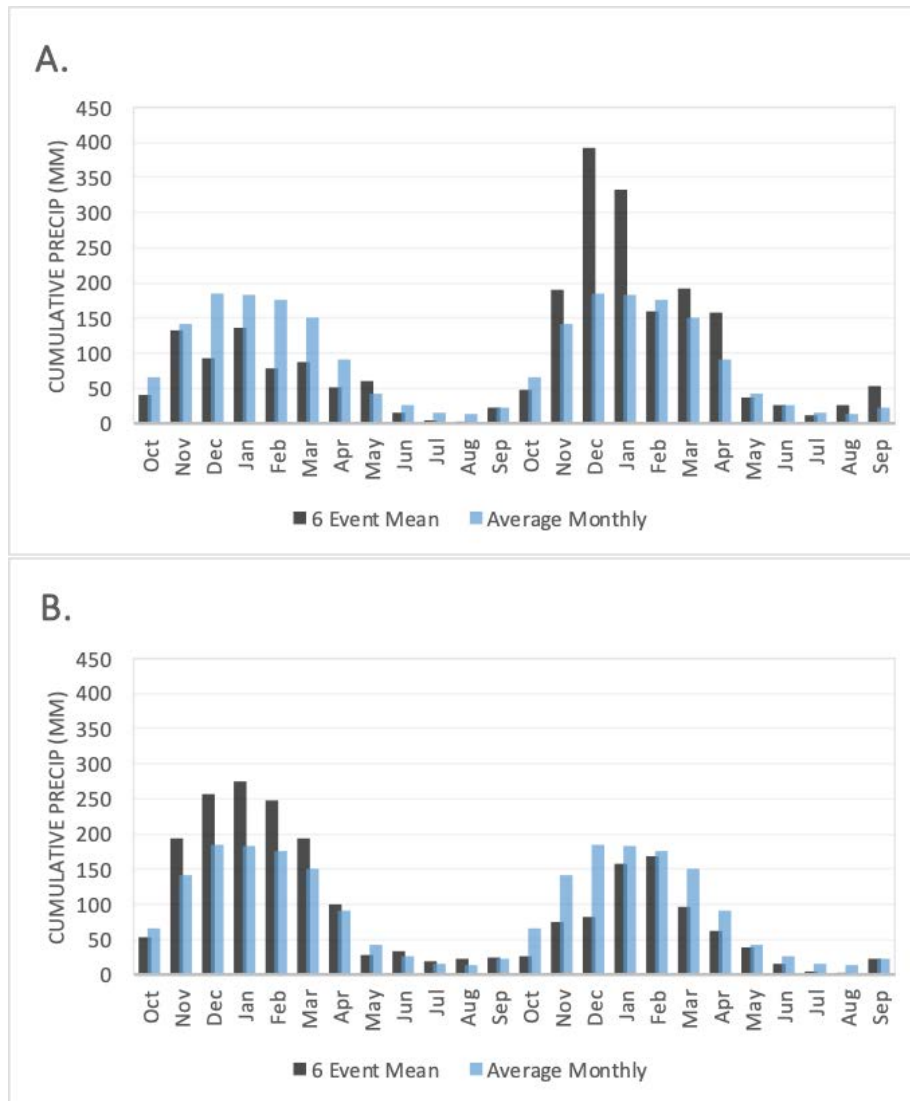 A.
CUMULATIVE PRECIP (MM)
450
400
350
300
250
200
150
100
50
0
Oct Nov Dec Jan Feb Mar Apr May Jun Jul Aug Sep Oct Nov Dec Jan Feb Mar Apr May Jun Jul Aug Sep
6 Event Mean Average Monthly
B.
CUMULATIVE PRECIP (MM)
450
400
350
300
250
200
150
100
50
0
Oct Nov Dec Jan Feb Mar Apr May Jun Jul Aug Sep Oct Nov Dec Jan Feb Mar Apr May Jun Jul Aug Sep
6 Event Mean Average Monthly